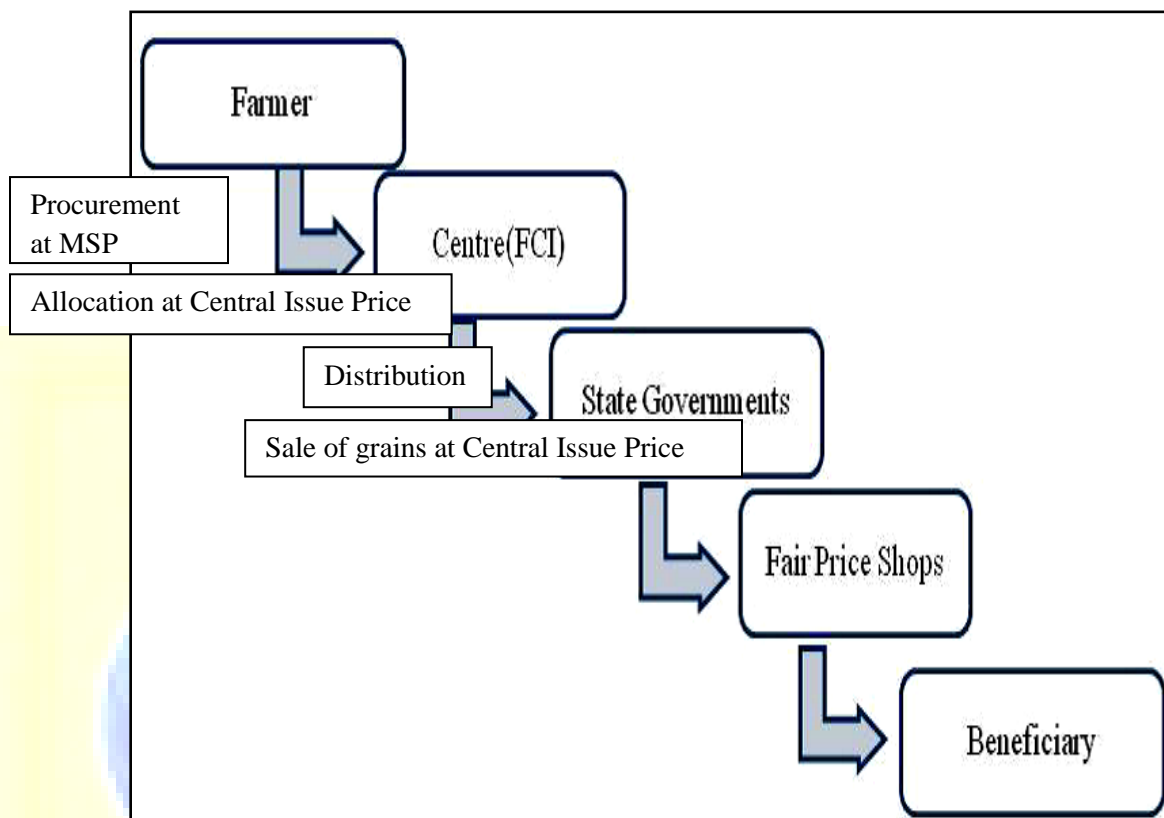 Farmer
Procurement
at MSP
Centre(FCI)
Allocation at Central Issue Price
Distribution
State Governments
Sale of grains at Central Issue Price
Fair Price Shops
Beneficiary